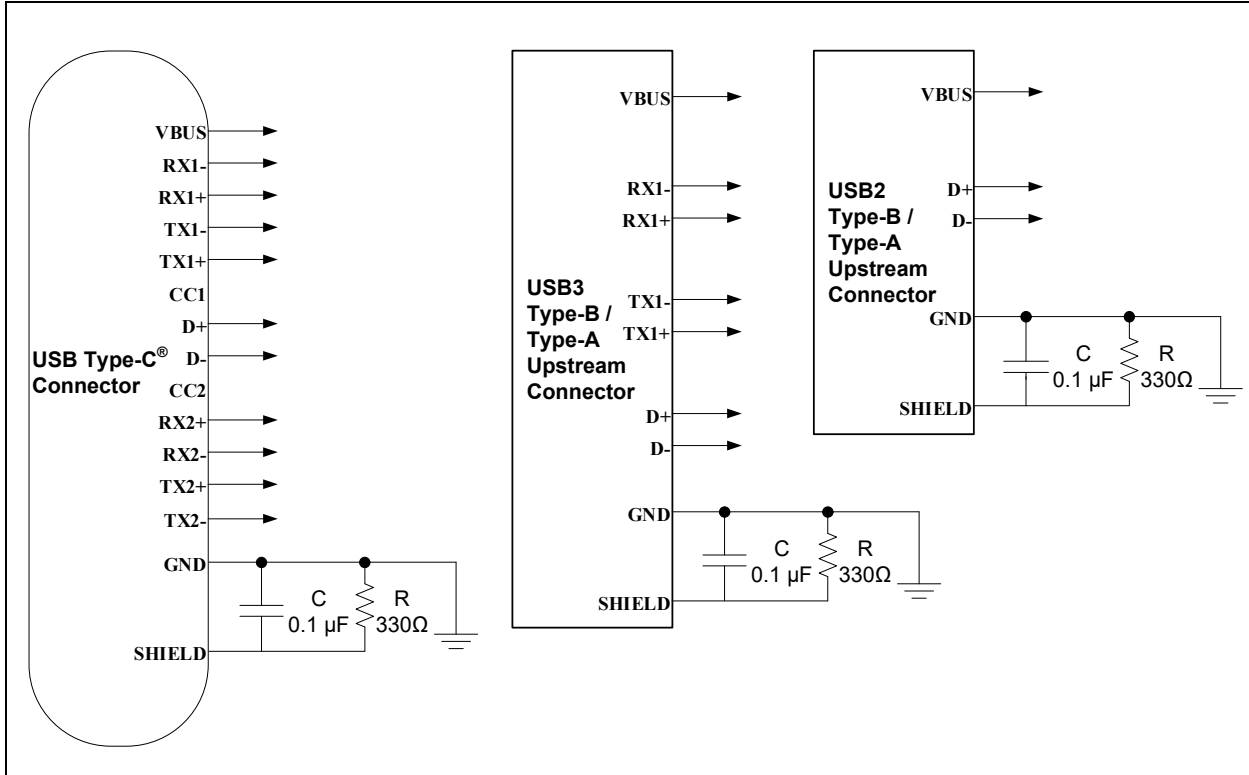 VBUS
RX1-
RX1+
TX1-
TX1+
CC1
D+
USB Type-C®
Connector
D-
CC2
RX2+
RX2-
TX2+
TX2-
GND
C
0.1 µF
R
330Ω
SHIELD
VBUS
RX1-
RX1+
USB3
Type-B /
Type-A
Upstream
Connector
TX1-
TX1+
D+
D-
GND
C
0.1 µF
R
330Ω
SHIELD
VBUS
USB2
Type-B /
Type-A
Upstream
Connector
D+
D-
GND
C
0.1 µF
R
330Ω
SHIELD